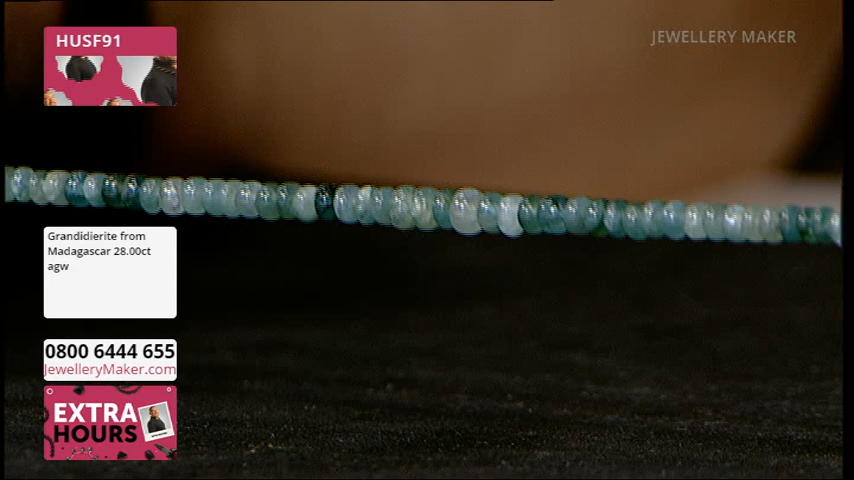 HUSF91
JEWELLERY MAKER
Grandidierite from
Madagascar 28.00ct
agw
0800 6444 655
JewelleryMaker.com
EXTRA
HOURS